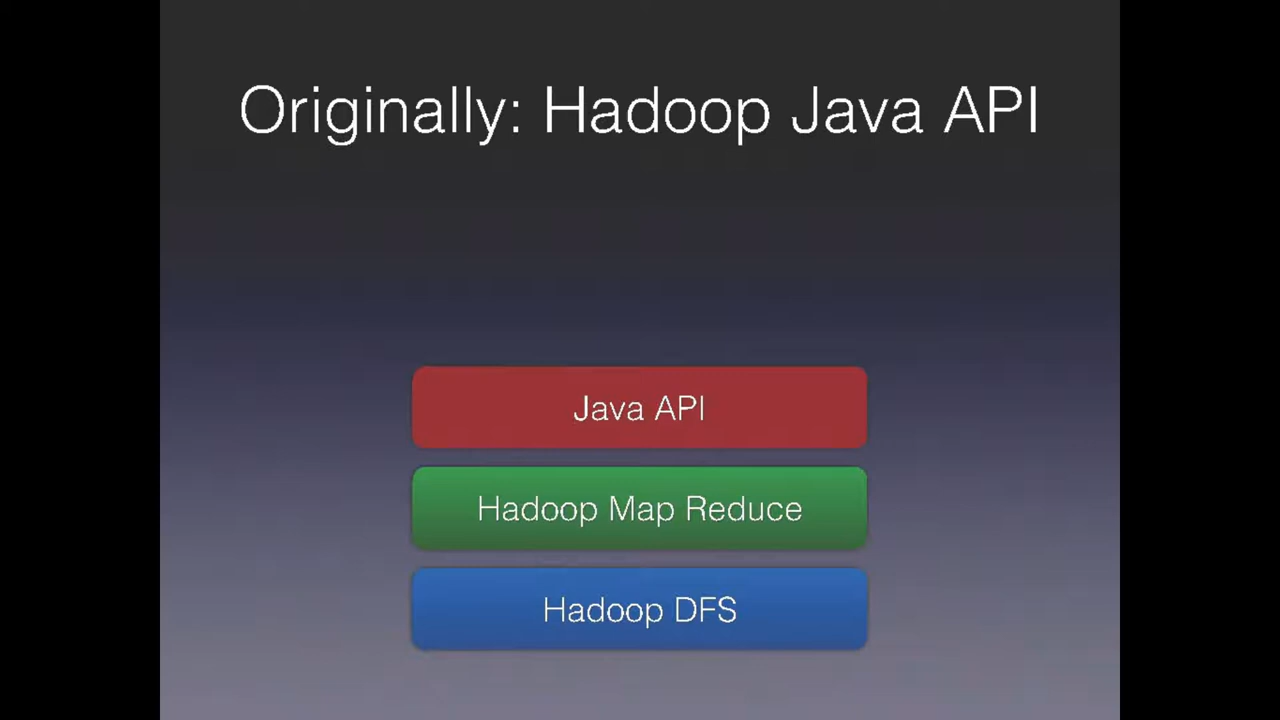 Originally: Hadoop Java API
Java API
Hadoop Map Reduce
Hadoop DFS